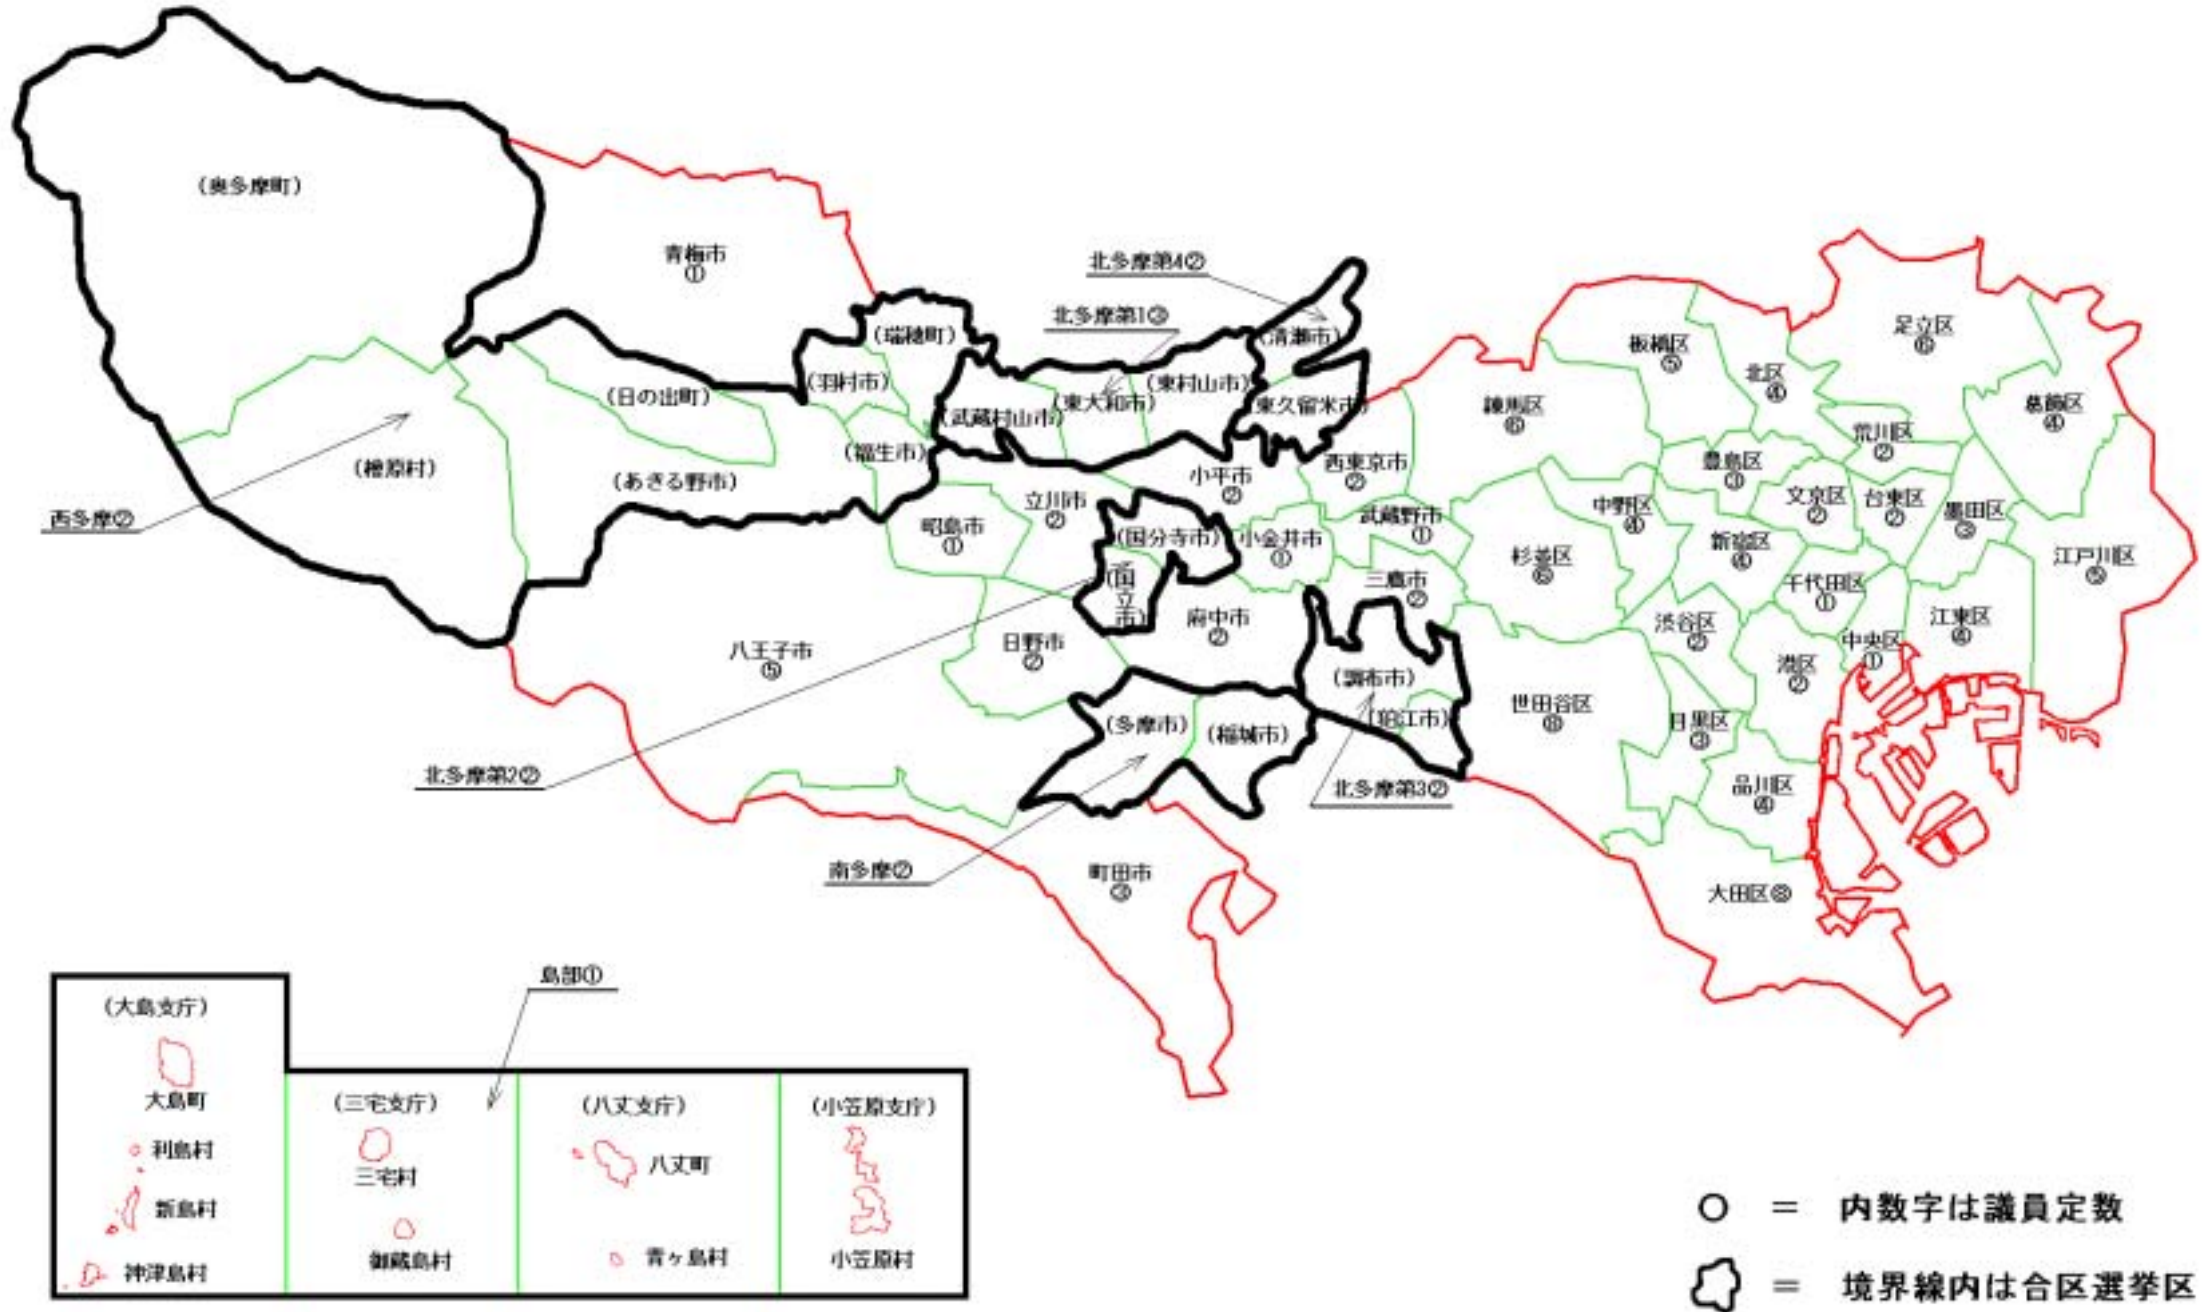 (奥多摩町)
青梅市
①
北多摩第4②
北多摩第1③
(瑞穂町)
(清瀬市)
(羽村市)
(日の出町)
(武蔵村山市)
(東大和市)
(東村山市)
(東久留米市)
(檜原村)
(あきる野市)
(福生市)
西多摩②
昭島市
①
立川市
②
小平市
②
西東京市
②
(国分寺市)
小金井市
①
武蔵野市
①
三鷹市
②
(国立市)
府中市
②
八王子市
⑤
日野市
②
(調布市)
(狛江市)
(多摩市)
(稲城市)
北多摩第2②
北多摩第3②
南多摩②
町田市
③
練馬区
⑥
板橋区
⑤
北区
④
足立区
⑥
葛飾区
④
荒川区
②
豊島区
③
文京区
②
台東区
②
墨田区
③
中野区
④
新宿区
④
杉並区
⑥
千代田区
①
江戸川区
⑤
渋谷区
②
中央区
①
江東区
④
港区
②
世田谷区
⑧
目黒区
③
品川区
④
大田区⑧
島部①
(大島支庁)
大島町
利島村
新島村
神津島村
(三宅支庁)
三宅村
御蔵島村
(八丈支庁)
八丈町
青ヶ島村
(小笠原支庁)
小笠原村
○ = 内数字は議員定数
= 境界線内は合区選挙区